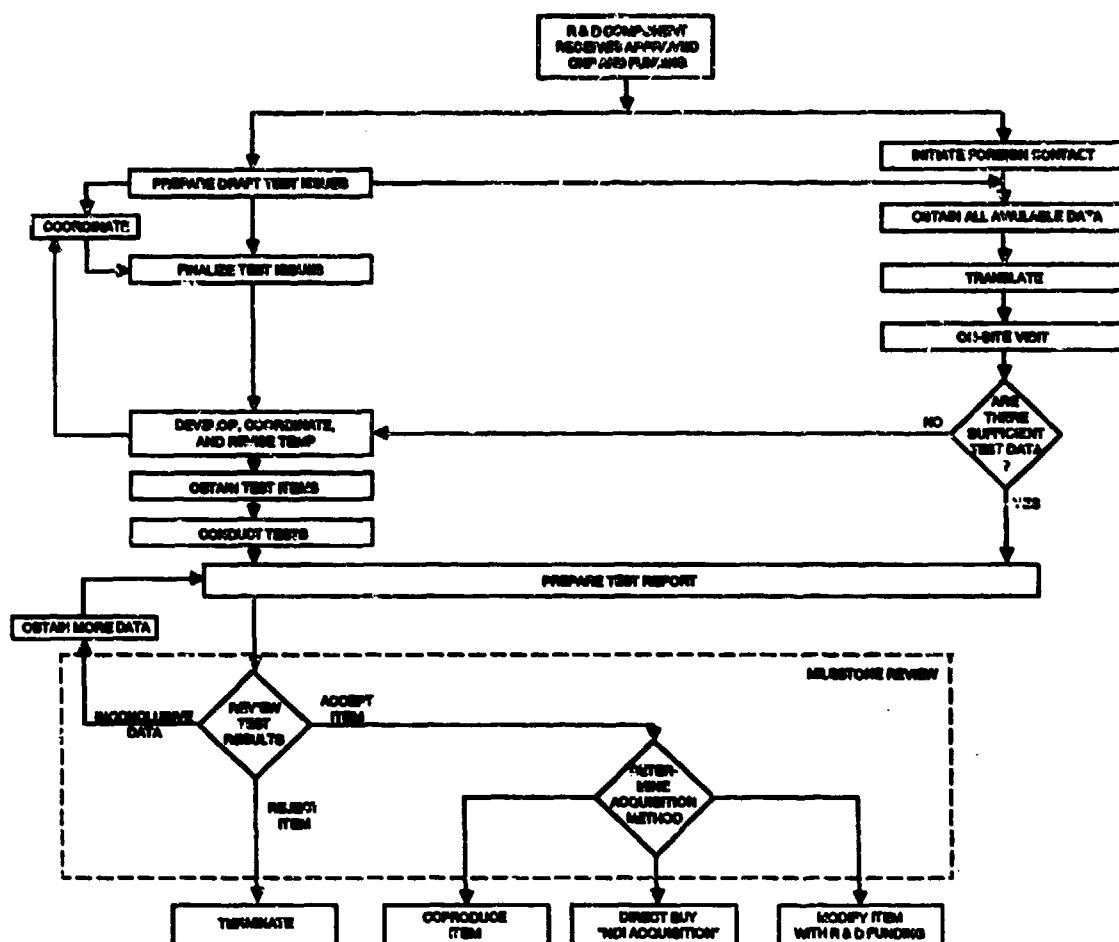 R & D COMPONENT
RECEIVES APPROVED
AND FUNDING
INITIATE FOREIGN CONTACT
PREPARE DRAFT TEST ISSUES
COORDINATE
OBTAIN ALL AVAILABLE DATA
FINALIZE TEST ISSUES
TRANSLATE
ON-SITE VISIT
ARE
THERE
SUFFICIENT
TEST DATA
?
NO
YES
DEVELOP, COORDINATE,
AND REVISE TEMP
OBTAIN TEST ITEMS
CONDUCT TESTS
PREPARE TEST REPORT
OBTAIN MORE DATA
MILESTONE REVIEW
INCONCLUSIVE
DATA
REVIEW
TEST
RESULTS
ACCEPT
ITEM
REJECT
ITEM
DETER-
MINE
ACQUISITION
METHOD
TERMINATE
COPRODUCE
ITEM
DIRECT BUY
"NDI ACQUISITION"
MODIFY ITEM
WITH R & D FUNDING